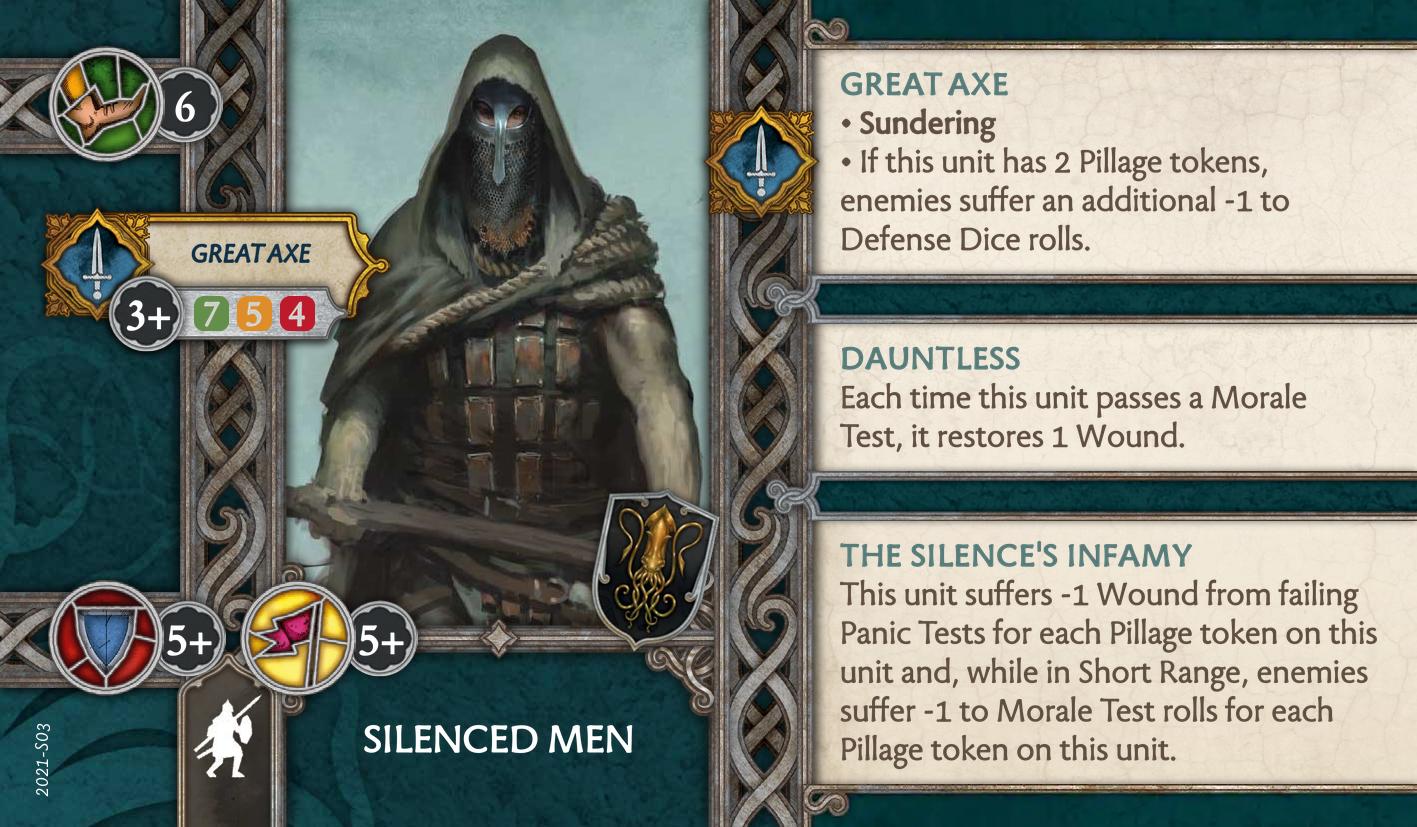 6
GREAT AXE
3+ 7 5 4
5+ 5+
SILENCED MEN
2021-S03
GREAT AXE
• Sundering
• If this unit has 2 Pillage tokens,
enemies suffer an additional -1 to
Defense Dice rolls.
DAUNTLESS
Each time this unit passes a Morale
Test, it restores 1 Wound.
THE SILENCE'S INFAMY
This unit suffers -1 Wound from failing
Panic Tests for each Pillage token on this
unit and, while in Short Range, enemies
suffer -1 to Morale Test rolls for each
Pillage token on this unit.